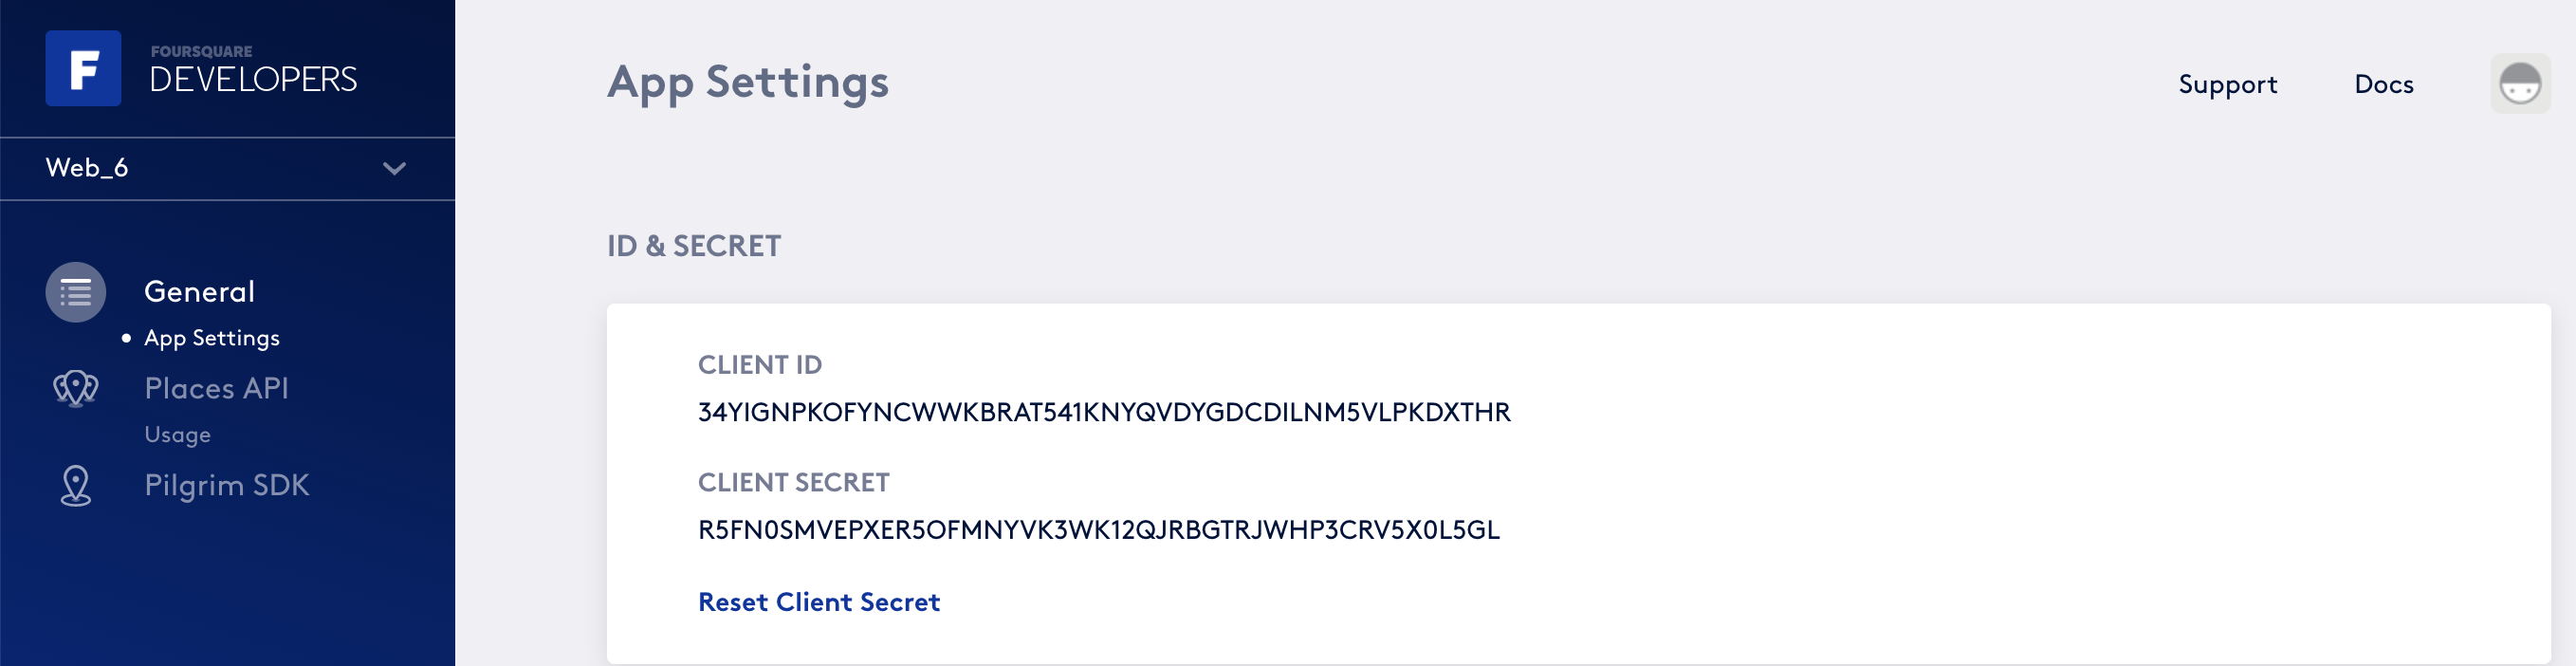 F
FOURSQUARE
DEVELOPERS
Web_6
General
App Settings
Places API
Usage
Pilgrim SDK
App Settings
Support
Docs
ID & SECRET
CLIENT ID
34YIGNPKOFYNCWWKBRAT541KNYQVDYGDCDILNM5VLPKDXTHR
CLIENT SECRET
R5FN0SMVEPXER5OFMNYVK3WK12QJRBGTRJWHP3CRV5X0L5GL
Reset Client Secret